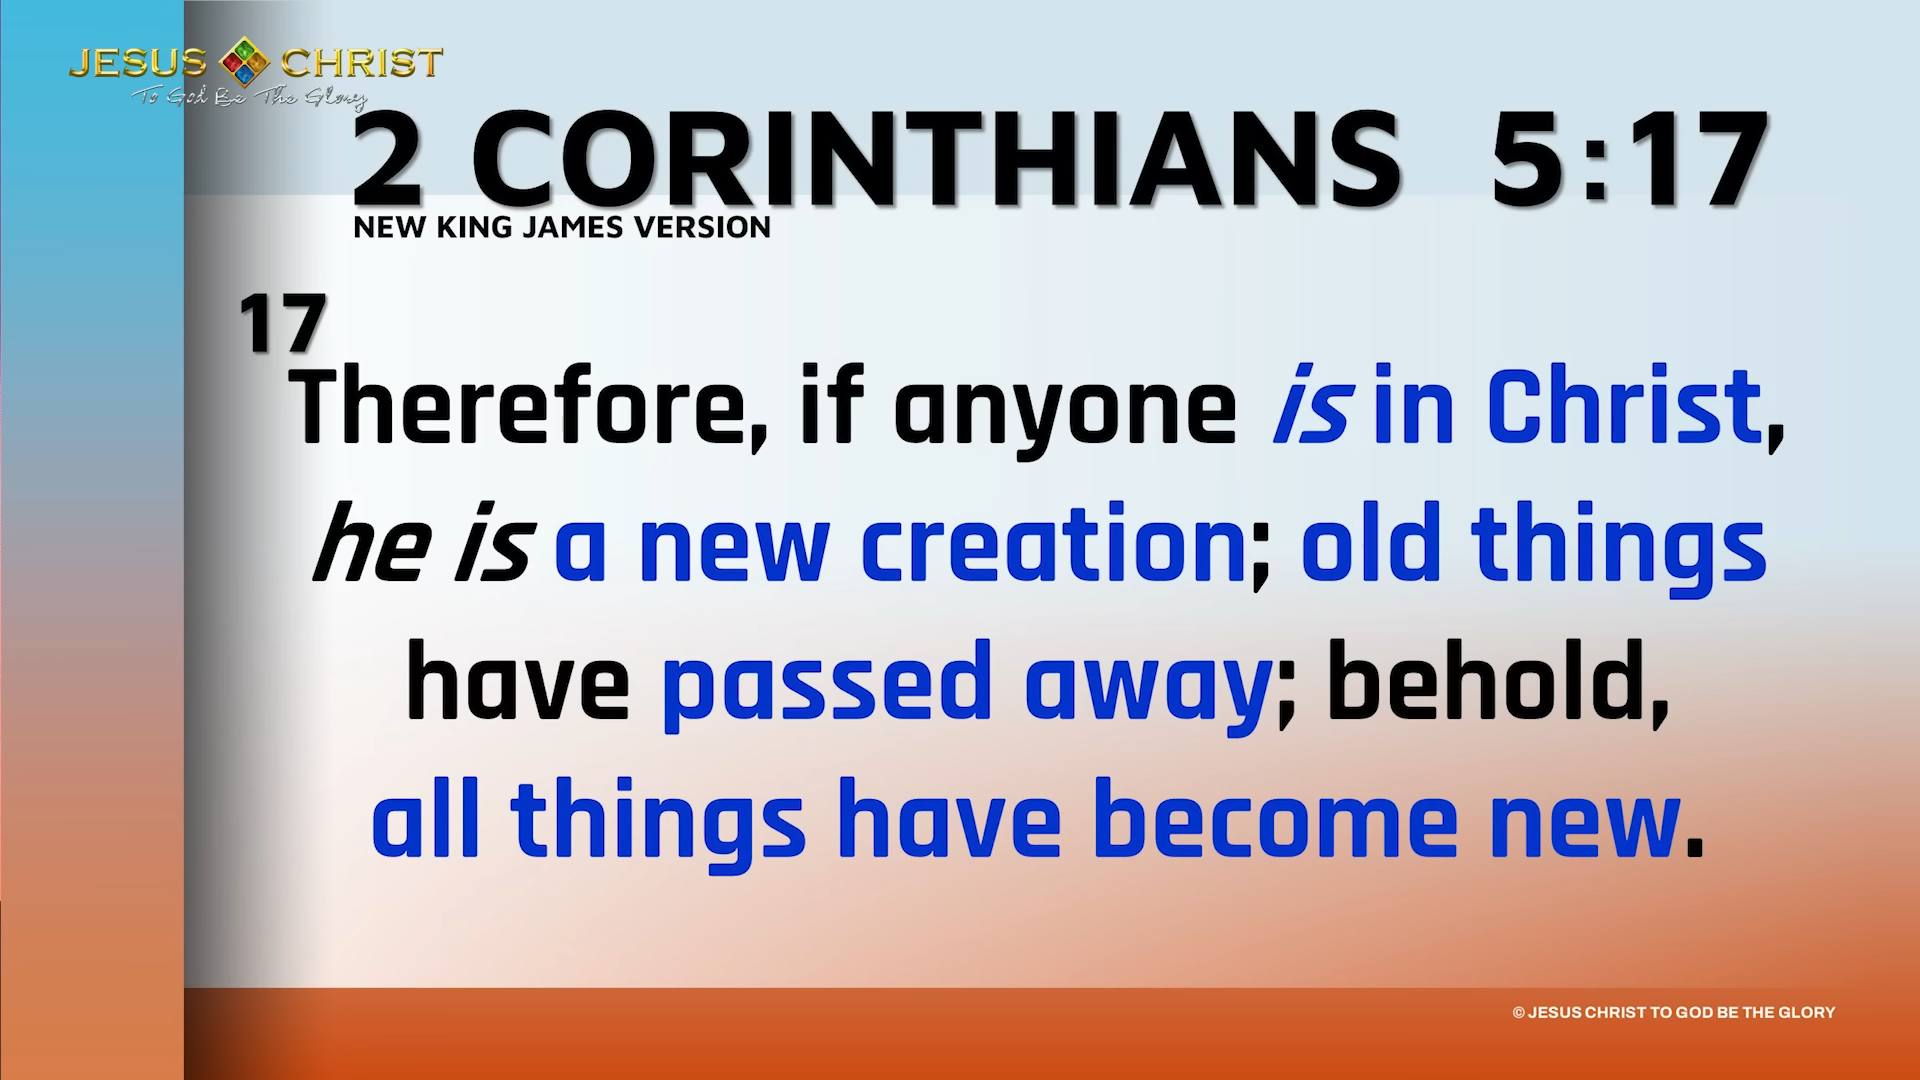 JESUS CHRIST
To God Be The Glory
2 CORINTHIANS 5:17
NEW KING JAMES VERSION
17
Therefore, if anyone is in Christ,
he is a new creation; old things
have passed away; behold,
all things have become new.
© JESUS CHRIST TO GOD BE THE GLORY